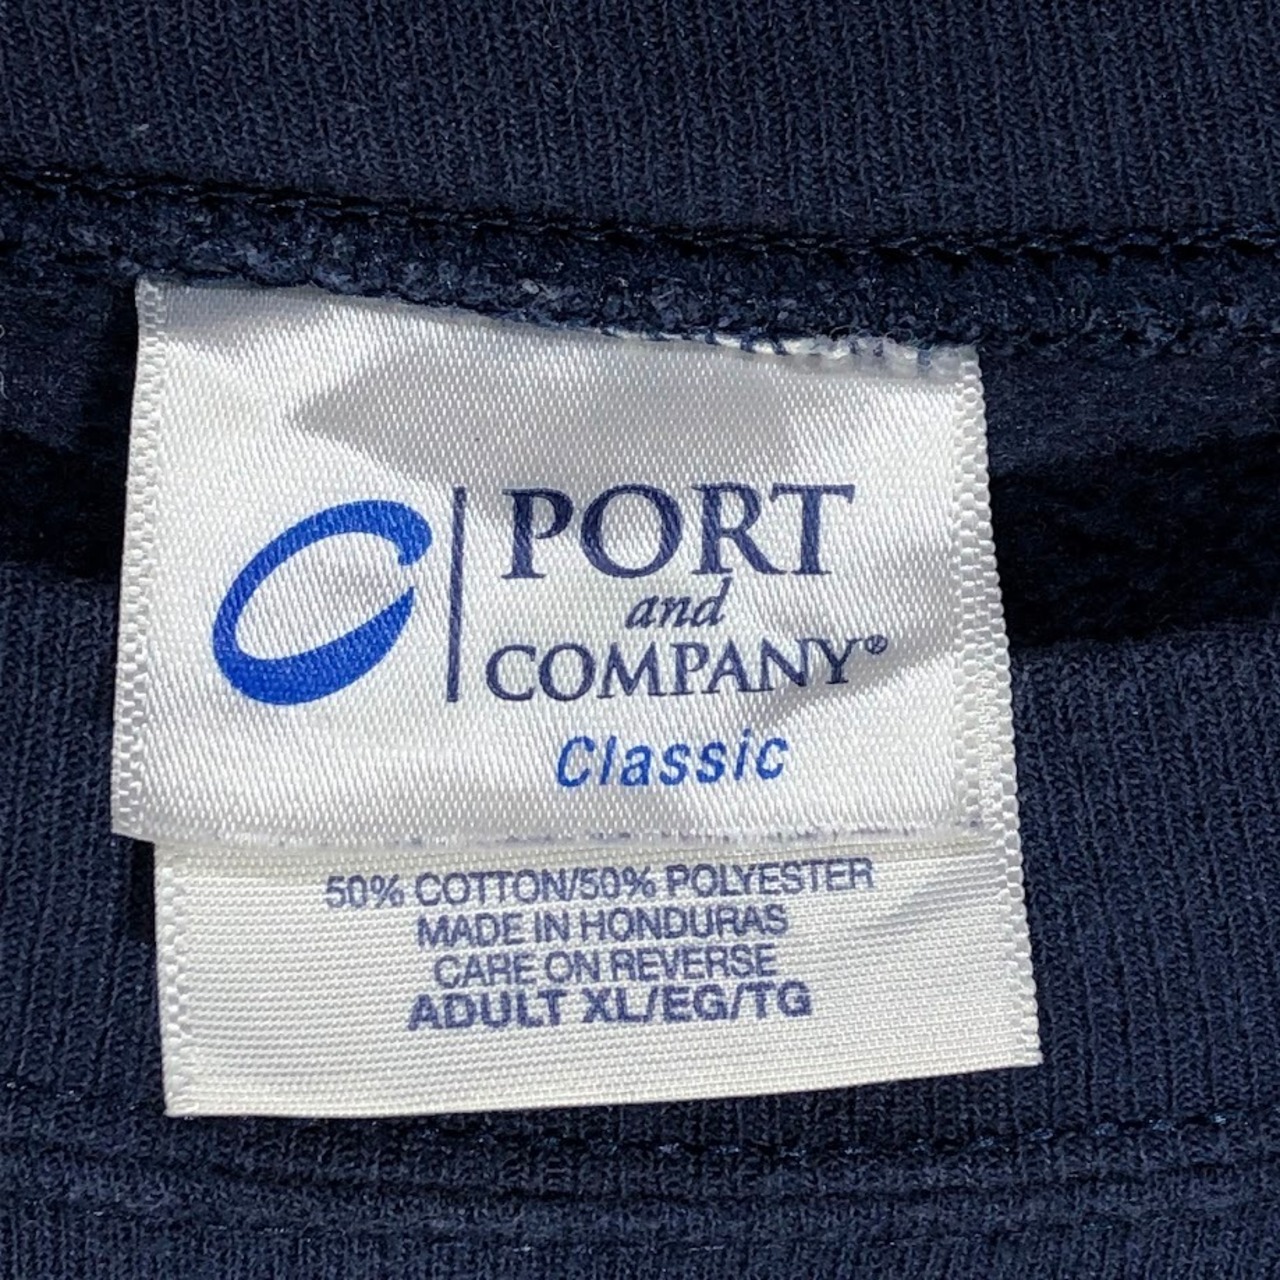 PORT
and
COMPANY®
Classic
50% COTTON/50% POLYESTER
MADE IN HONDURAS
CARE ON REVERSE
ADULT XL/EG/TG